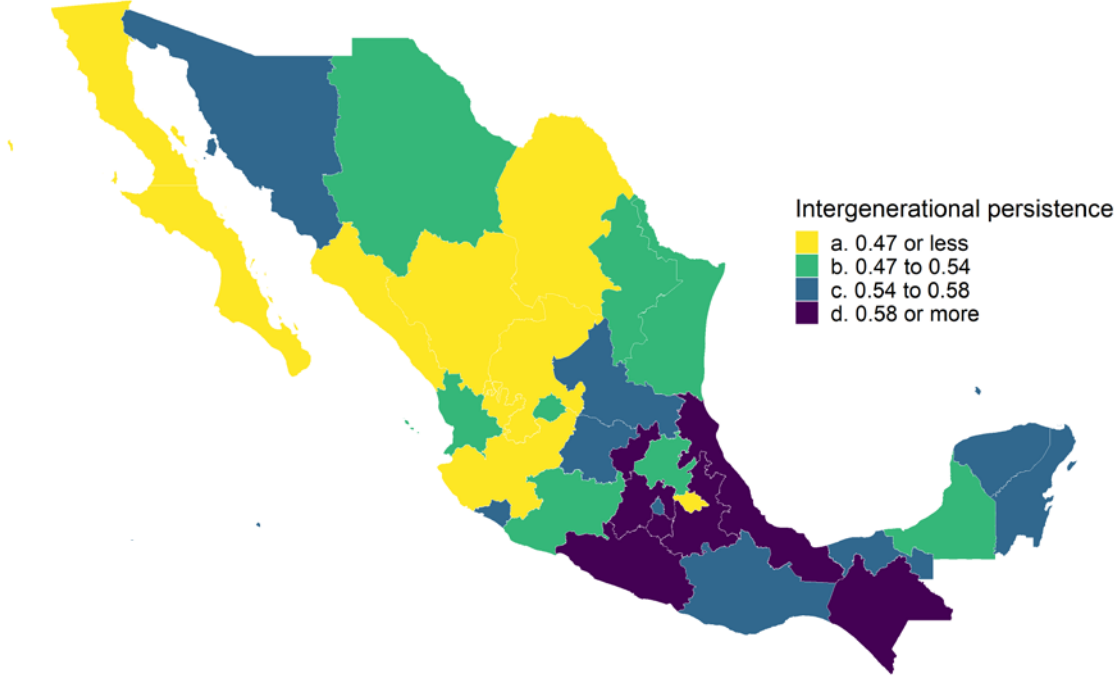 Intergenerational persistence
a. 0.47 or less
b. 0.47 to 0.54
c. 0.54 to 0.58
d. 0.58 or more